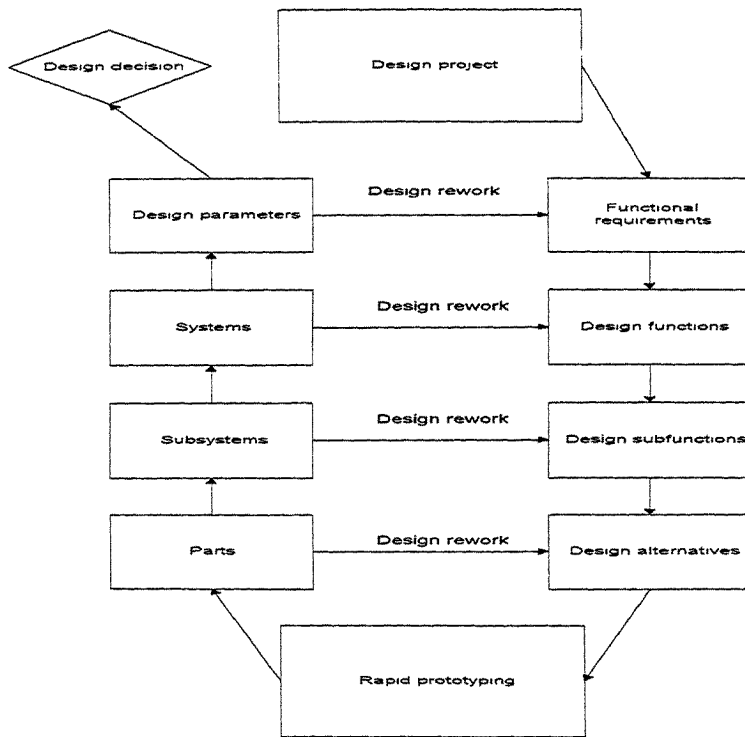 Design decision
Design project
Design rework
Design parameters
Functional
requirements
Design rework
Systems
Design functions
Design rework
Subsystems
Design subfunctions
Design rework
Parts
Design alternatives
Rapid prototyping